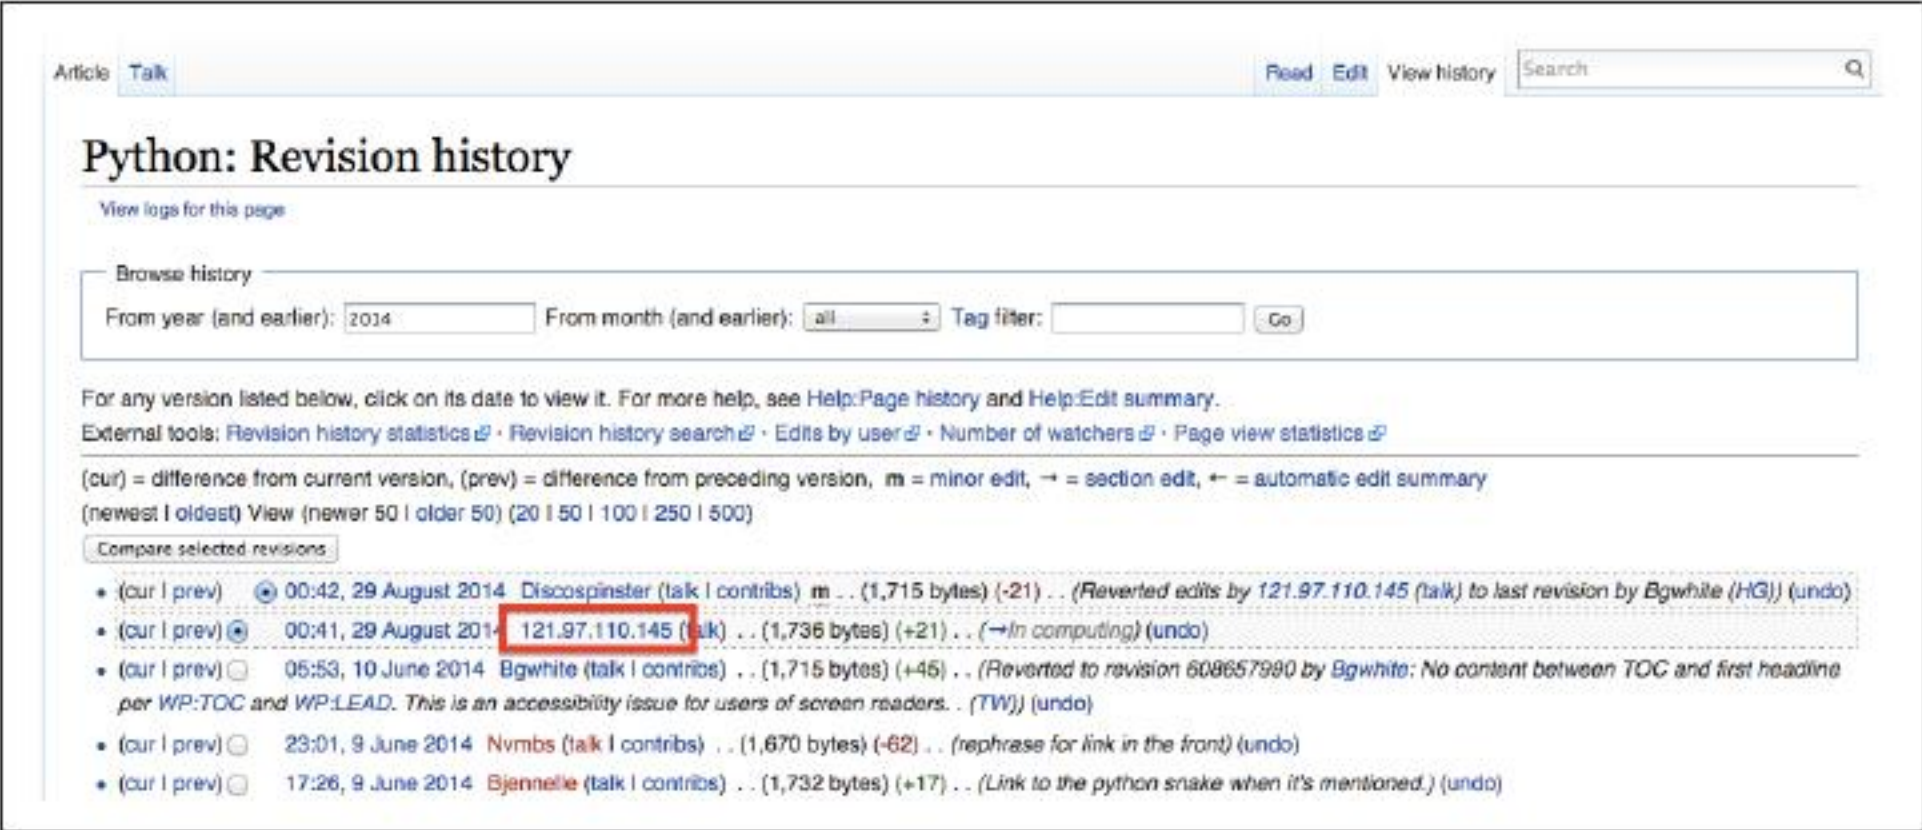 Article Talk Read Edit View history Search
Python: Revision history
View logs for this page
Browse history
From year (and earlier): 2014 From month (and earlier): all Tag filter: Go
For any version listed below, click on its date to view it. For more help, see Help:Page history and Help:Edit summary.
External tools: Revision history statistics · Revision history search · Edits by user · Number of watchers · Page view statistics
(cur) = difference from current version, (prev) = difference from preceding version, m = minor edit, → = section edit, ← = automatic edit summary
(newest | oldest) View (newer 50 | older 50) (20 | 50 | 100 | 250 | 500)
Compare selected revisions
• (cur | prev) 00:42, 29 August 2014 Discospinster (talk | contribs) m . . (1,715 bytes) (-21) . . (Reverted edits by 121.97.110.145 (talk) to last revision by Bgwhite (HG)) (undo)
• (cur | prev) 00:41, 29 August 2014 121.97.110.145 (talk) . . (1,736 bytes) (+21) . . (→In computing) (undo)
• (cur | prev) 05:53, 10 June 2014 Bgwhite (talk | contribs) . . (1,715 bytes) (+45) . . (Reverted to revision 608657980 by Bgwhite: No content between TOC and first headline
per WP:TOC and WP:LEAD. This is an accessibility issue for users of screen readers. . (TW)) (undo)
• (cur | prev) 23:01, 9 June 2014 Nvmbs (talk | contribs) . . (1,670 bytes) (-62) . . (rephrase for link in the front) (undo)
• (cur | prev) 17:26, 9 June 2014 Bjennelle (talk | contribs) . . (1,732 bytes) (+17) . . (Link to the python snake when it's mentioned.) (undo)